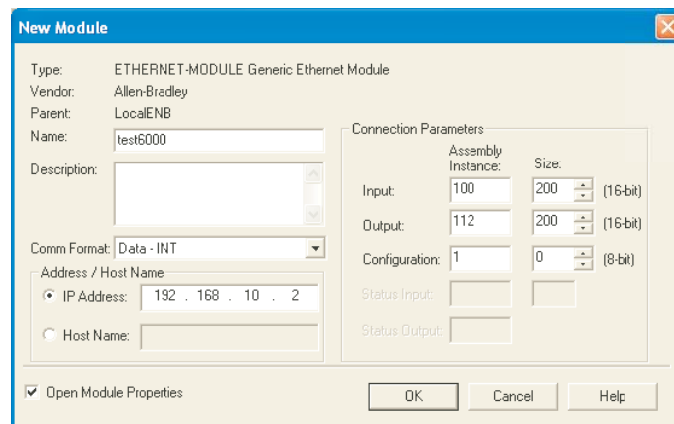 New Module
Type: ETHERNET-MODULE Generic Ethernet Module
Vendor: Allen-Bradley
Parent: LocalENB
Name: test6000
Description:
Comm Format: Data - INT
Address / Host Name
IP Address: 192 . 168 . 10 . 2
Host Name:
Connection Parameters
Assembly Instance: Size:
Input: 100 200 (16-bit)
Output: 112 200 (16-bit)
Configuration: 1 0 (8-bit)
Status Input:
Status Output:
Open Module Properties
OK Cancel Help